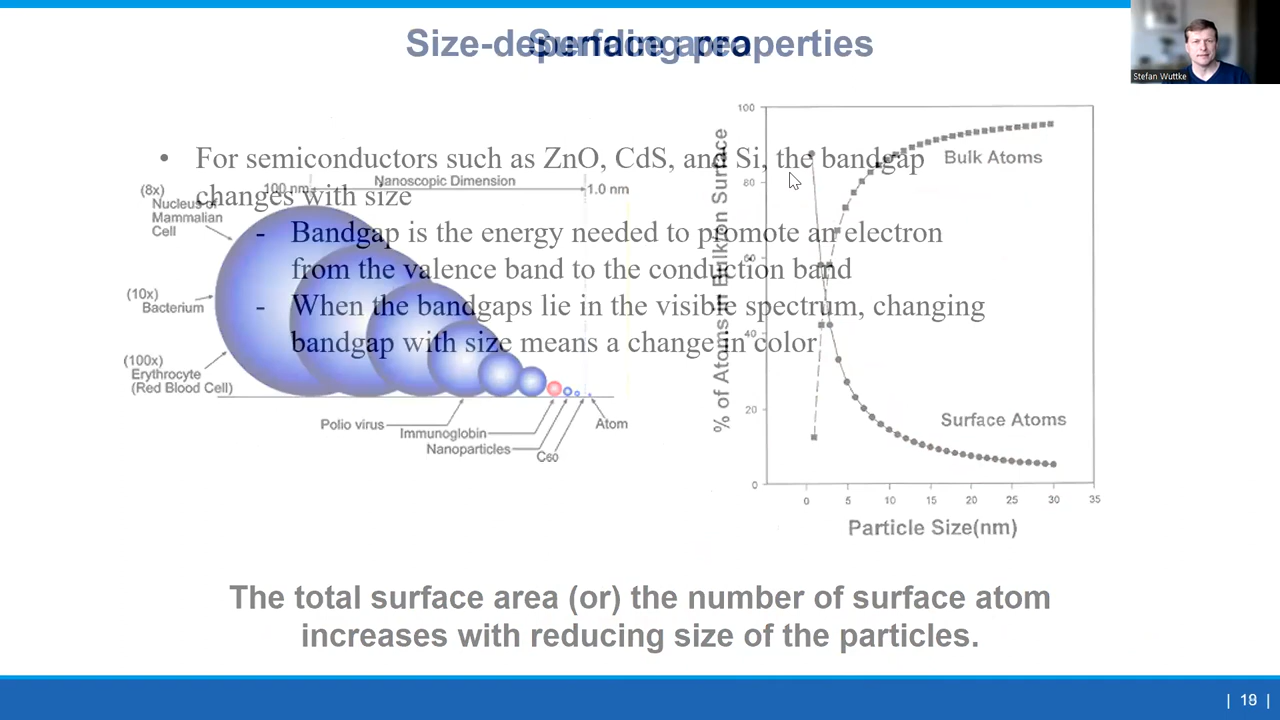 Size-depending properties
Surface area
Stefan Wuttke
• For semiconductors such as ZnO, CdS, and Si, the bandgap
changes with size
- Bandgap is the energy needed to promote an electron
from the valence band to the conduction band
- When the bandgaps lie in the visible spectrum, changing
bandgap with size means a change in color
100 nm
Nanoscopic Dimension
1.0 nm
(8x)
Nucleus of
Mammalian
Cell
(10x)
Bacterium
(100x)
Erythrocyte
(Red Blood Cell)
Polio virus
Immunoglobin
Nanoparticles
C60
Atom
% of Atoms in Bulk/on Surface
100
80
60
40
20
0
Bulk Atoms
Surface Atoms
0 5 10 15 20 25 30 35
Particle Size(nm)
The total surface area (or) the number of surface atom
increases with reducing size of the particles.
| 19 |